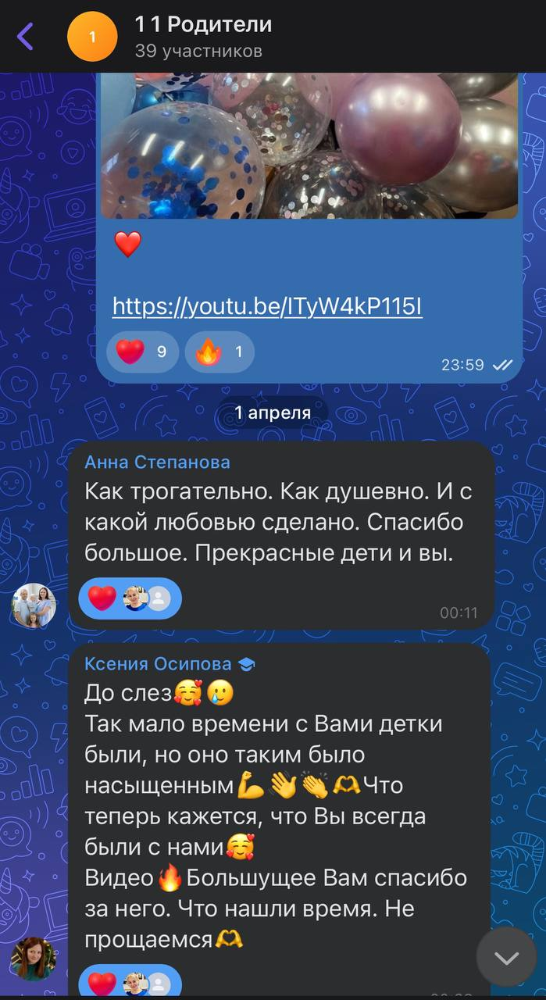 1
1 1 Родители
39 участников
❤️
https://youtu.be/ITyW4kP115I
❤️ 9 🔥 1
23:59
1 апреля
Анна Степанова
Как трогательно. Как душевно. И с
какой любовью сделано. Спасибо
большое. Прекрасные дети и вы.
❤️
00:11
Ксения Осипова 🎓
До слез🥰🥲
Так мало времени с Вами детки
были, но оно таким было
насыщенным💪👋👏🫶Что
теперь кажется, что Вы всегда
были с нами🥰
Видео🔥Большущее Вам спасибо
за него. Что нашли время. Не
прощаемся🫶
❤️